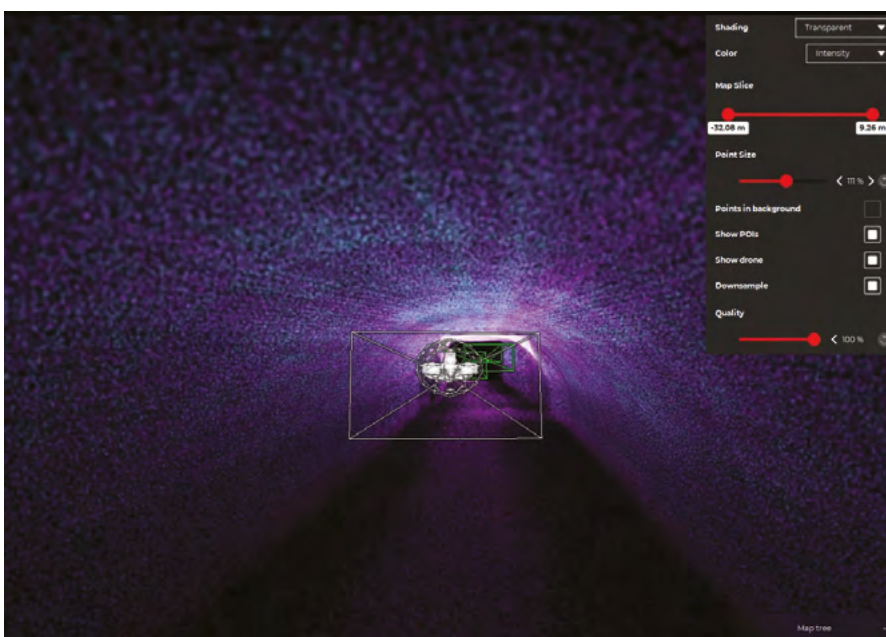 Shading Transparent
Color Intensity
Map Slice
-32.08 m 9.26 m
Point Size
111 %
Points in background
Show POIs
Show drone
Downsample
Quality
100 %
Map tree